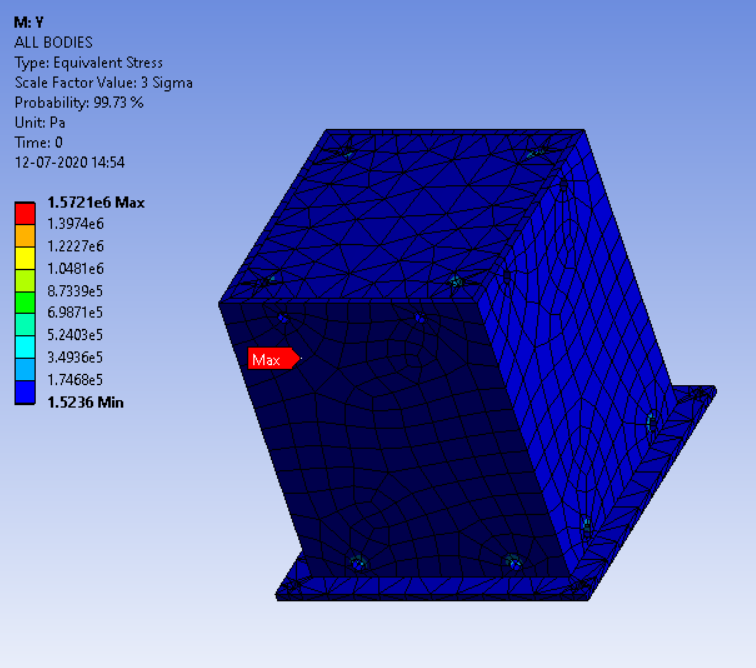 M: Y
ALL BODIES
Type: Equivalent Stress
Scale Factor Value: 3 Sigma
Probability: 99.73 %
Unit: Pa
Time: 0
12-07-2020 14:54
1.5721e6 Max
1.3974e6
1.2227e6
1.0481e6
8.7339e5
6.9871e5
5.2403e5
3.4936e5
1.7468e5
1.5236 Min
Max